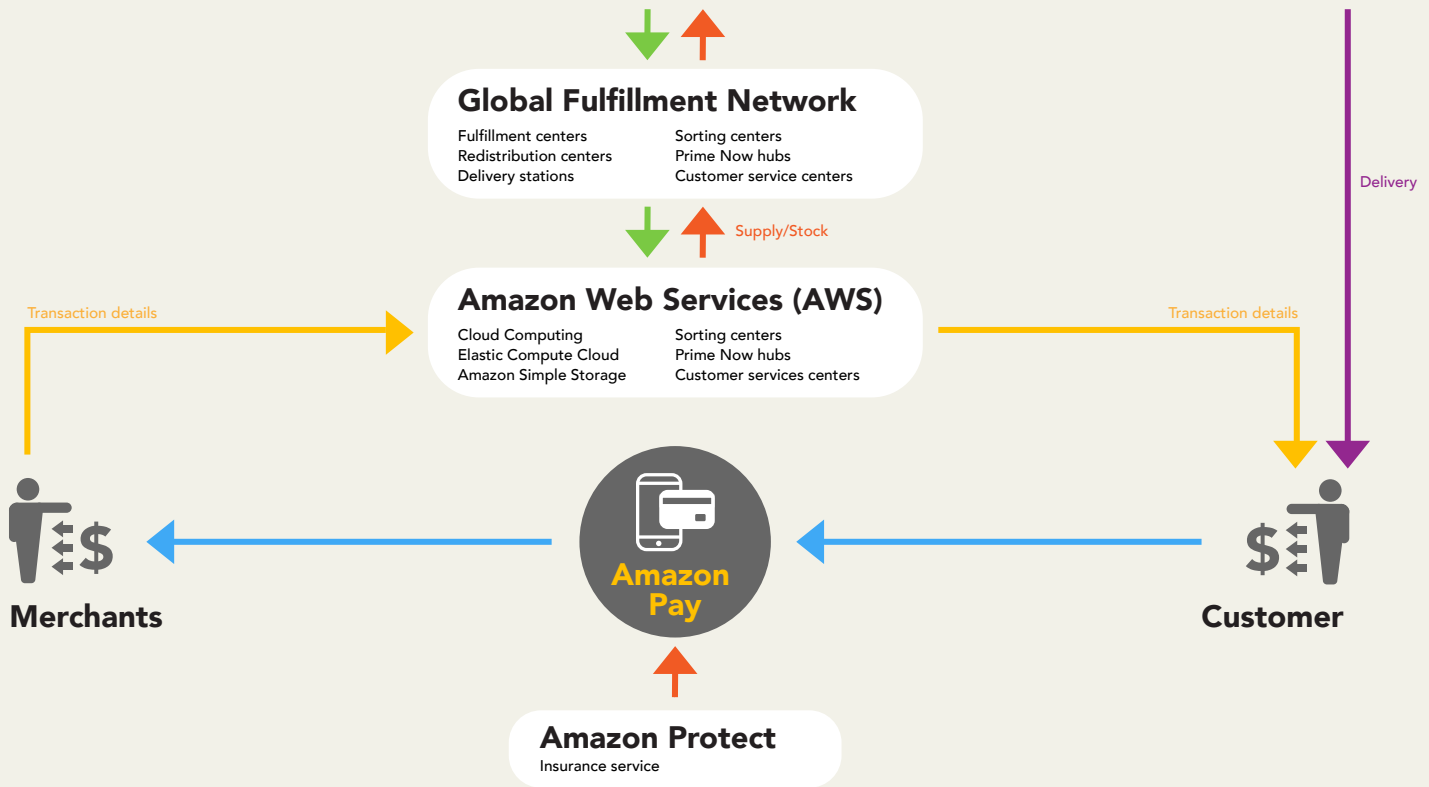 Global Fulfillment Network
Fulfillment centers
Redistribution centers
Delivery stations
Sorting centers
Prime Now hubs
Customer service centers
Delivery
Supply/Stock
Amazon Web Services (AWS)
Cloud Computing
Elastic Compute Cloud
Amazon Simple Storage
Sorting centers
Prime Now hubs
Customer services centers
Transaction details
Transaction details
$
$
Amazon
Pay
Merchants
Customer
Amazon Protect
Insurance service